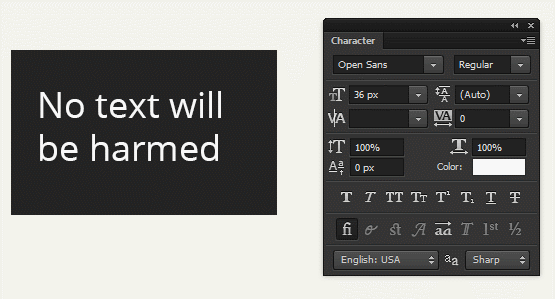 No text will
be harmed
Character
Open Sans Regular
36 px (Auto)
0
100% 100%
0 px Color:
T T TT Tт T¹ T₁ T T
fi st A aa T 1st ½
English: USA aa Sharp